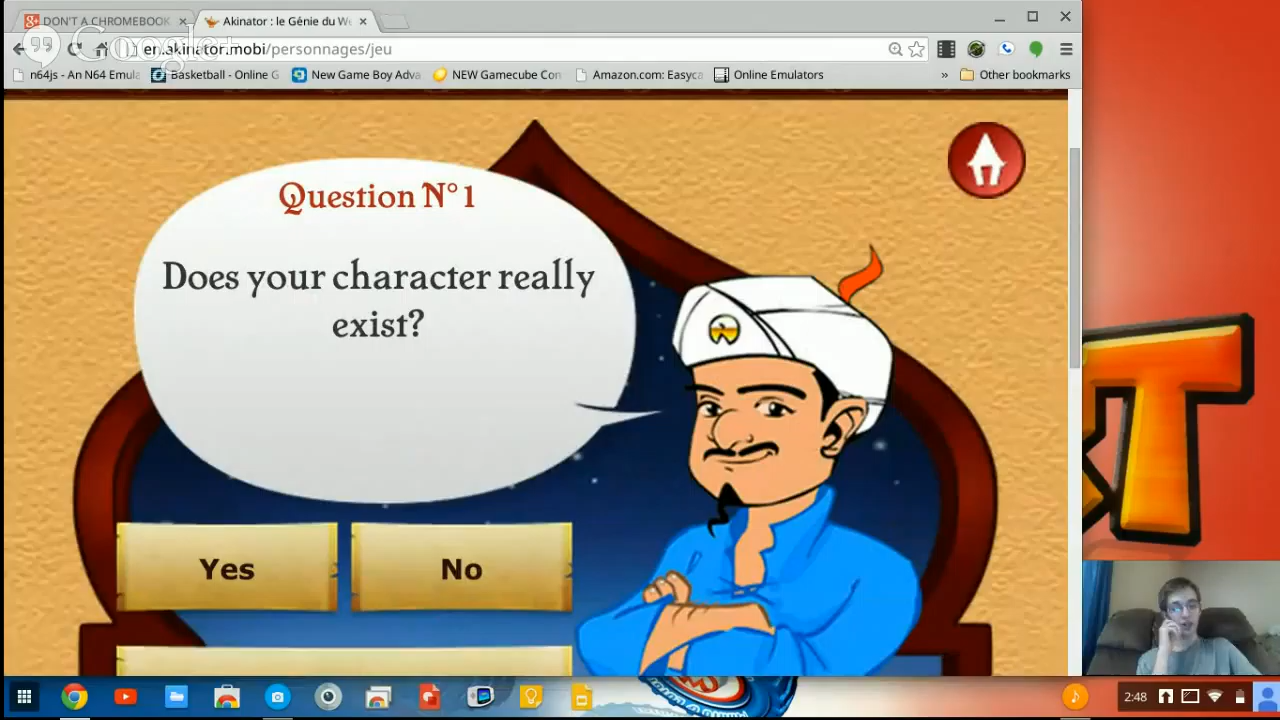 DON'T A CHROMEBOOK
Akinator : le Génie du We
Google+
en.akinator.mobi/personnages/jeu
n64js - An N64 Emula
Basketball - Online G
New Game Boy Adva
NEW Gamecube Con
Amazon.com: Easyca
Online Emulators
»
Other bookmarks
Question N° 1
Does your character really
exist?
Yes
No
T
2:48